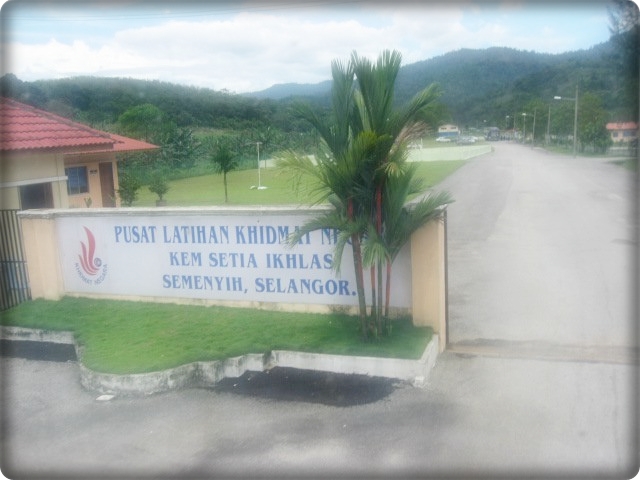 PUSAT LATIHAN KHIDMAT
KEM SETIA IKHLAS
SEMENYIH, SELANGOR.